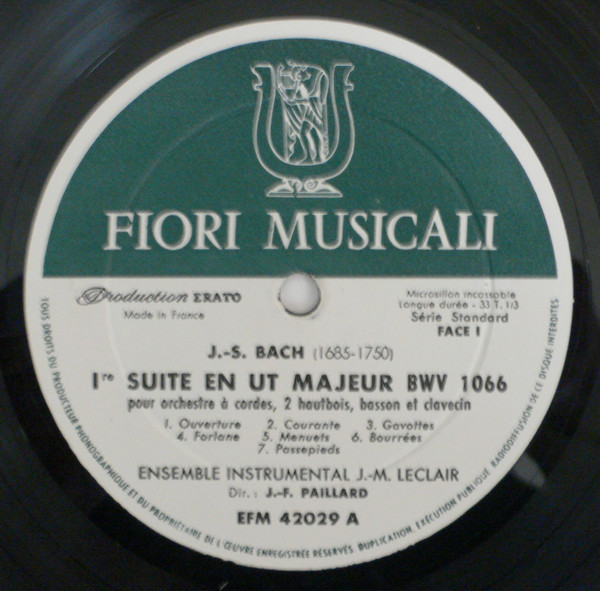 FIORI MUSICALI
Production ERATO
Made in France
Microsillon incassable
Longue durée - 33 T. 1/3
Série Standard
FACE I
J.-S. BACH (1685-1750)
1re SUITE EN UT MAJEUR BWV 1066
pour orchestre à cordes, 2 hautbois, basson et clavecin
1. Ouverture 2. Courante 3. Gavottes
4. Forlane 5. Menuets 6. Bourrées
7. Passepieds
ENSEMBLE INSTRUMENTAL J.-M. LECLAIR
Dir. : J.-F. PAILLARD
EFM 42029 A
TOUS DROITS DU PRODUCTEUR PHONOGRAPHIQUE ET DU PROPRIÉTAIRE DE L'ŒUVRE ENREGISTRÉE RÉSERVÉS. DUPLICATION, EXÉCUTION PUBLIQUE, RADIODIFFUSION DE CE DISQUE INTERDITES